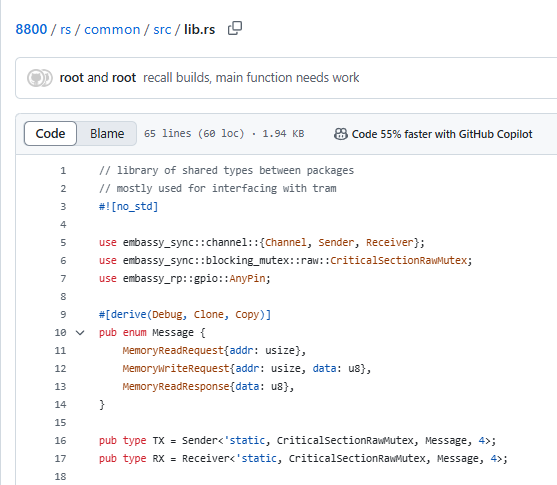 8800 / rs / common / src / lib.rs
root and root recall builds, main function needs work
Code Blame 65 lines (60 loc) · 1.94 KB Code 55% faster with GitHub Copilot
1 // library of shared types between packages
2 // mostly used for interfacing with tram
3 #![no_std]
4
5 use embassy_sync::channel::{Channel, Sender, Receiver};
6 use embassy_sync::blocking_mutex::raw::CriticalSectionRawMutex;
7 use embassy_rp::gpio::AnyPin;
8
9 #[derive(Debug, Clone, Copy)]
10 pub enum Message {
11     MemoryReadRequest{addr: usize},
12     MemoryWriteRequest{addr: usize, data: u8},
13     MemoryReadResponse{data: u8},
14 }
15
16 pub type TX = Sender<'static, CriticalSectionRawMutex, Message, 4>;
17 pub type RX = Receiver<'static, CriticalSectionRawMutex, Message, 4>;
18